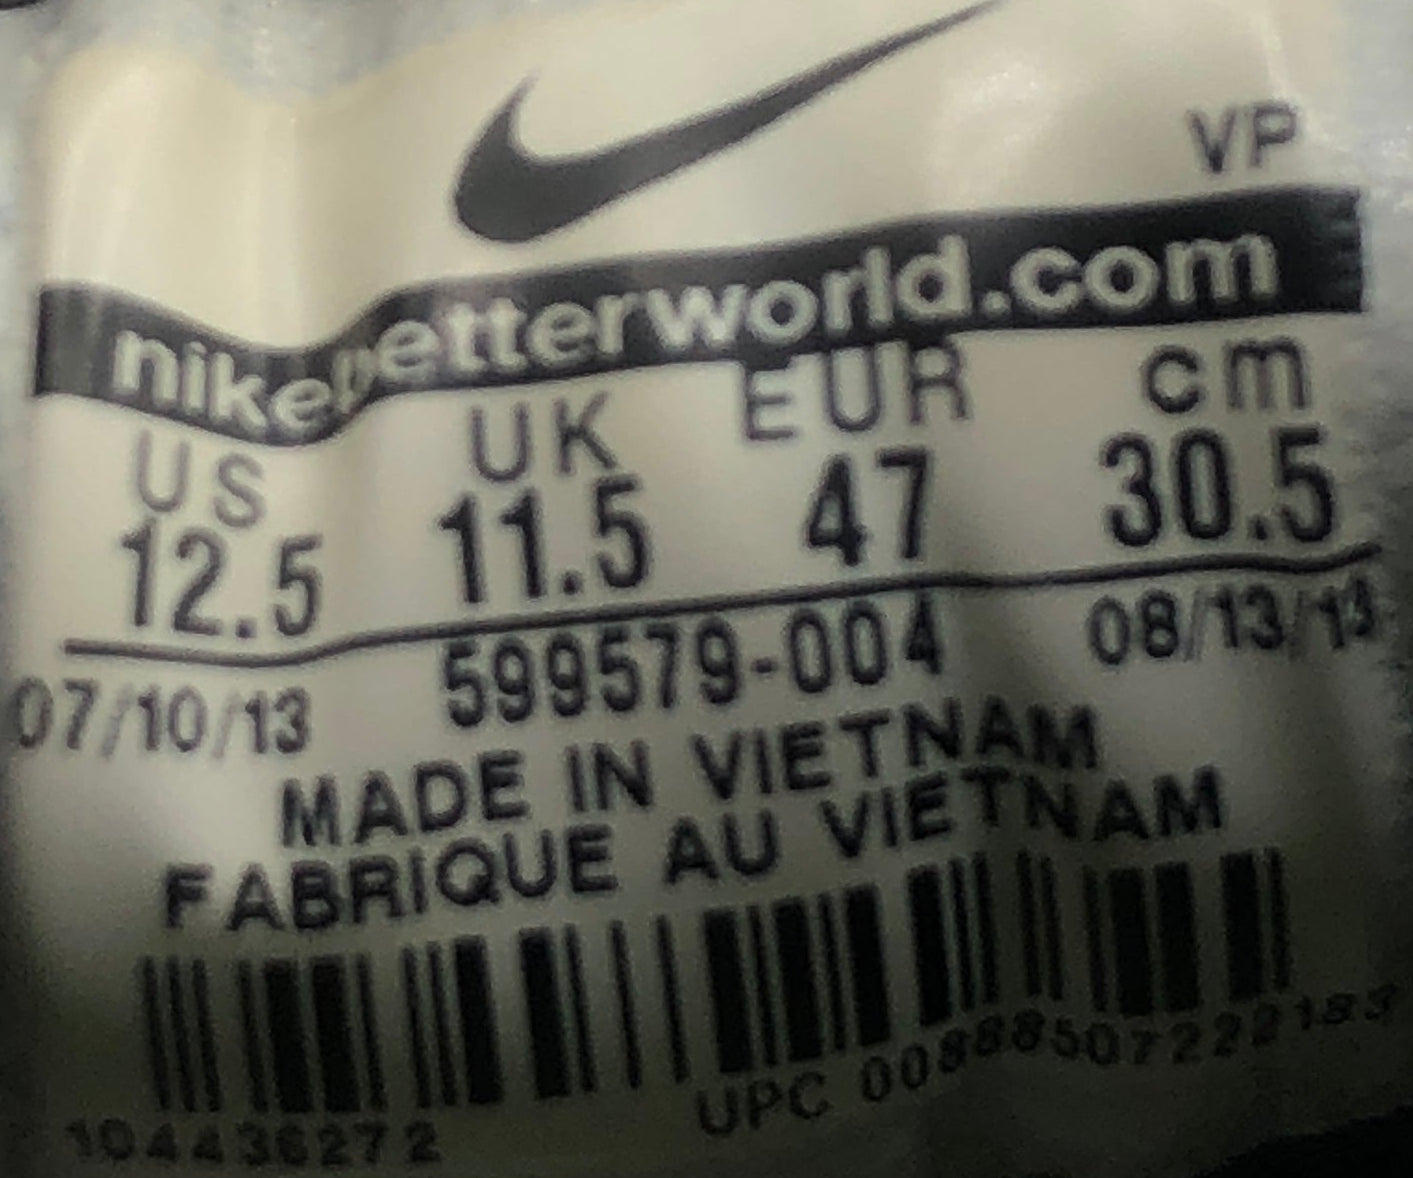 VP
nikebetterworld.com
US UK EUR cm
12.5 11.5 47 30.5
07/10/13 599579-004 08/13/13
MADE IN VIETNAM
FABRIQUE AU VIETNAM
UPC 00888507222183
104436272